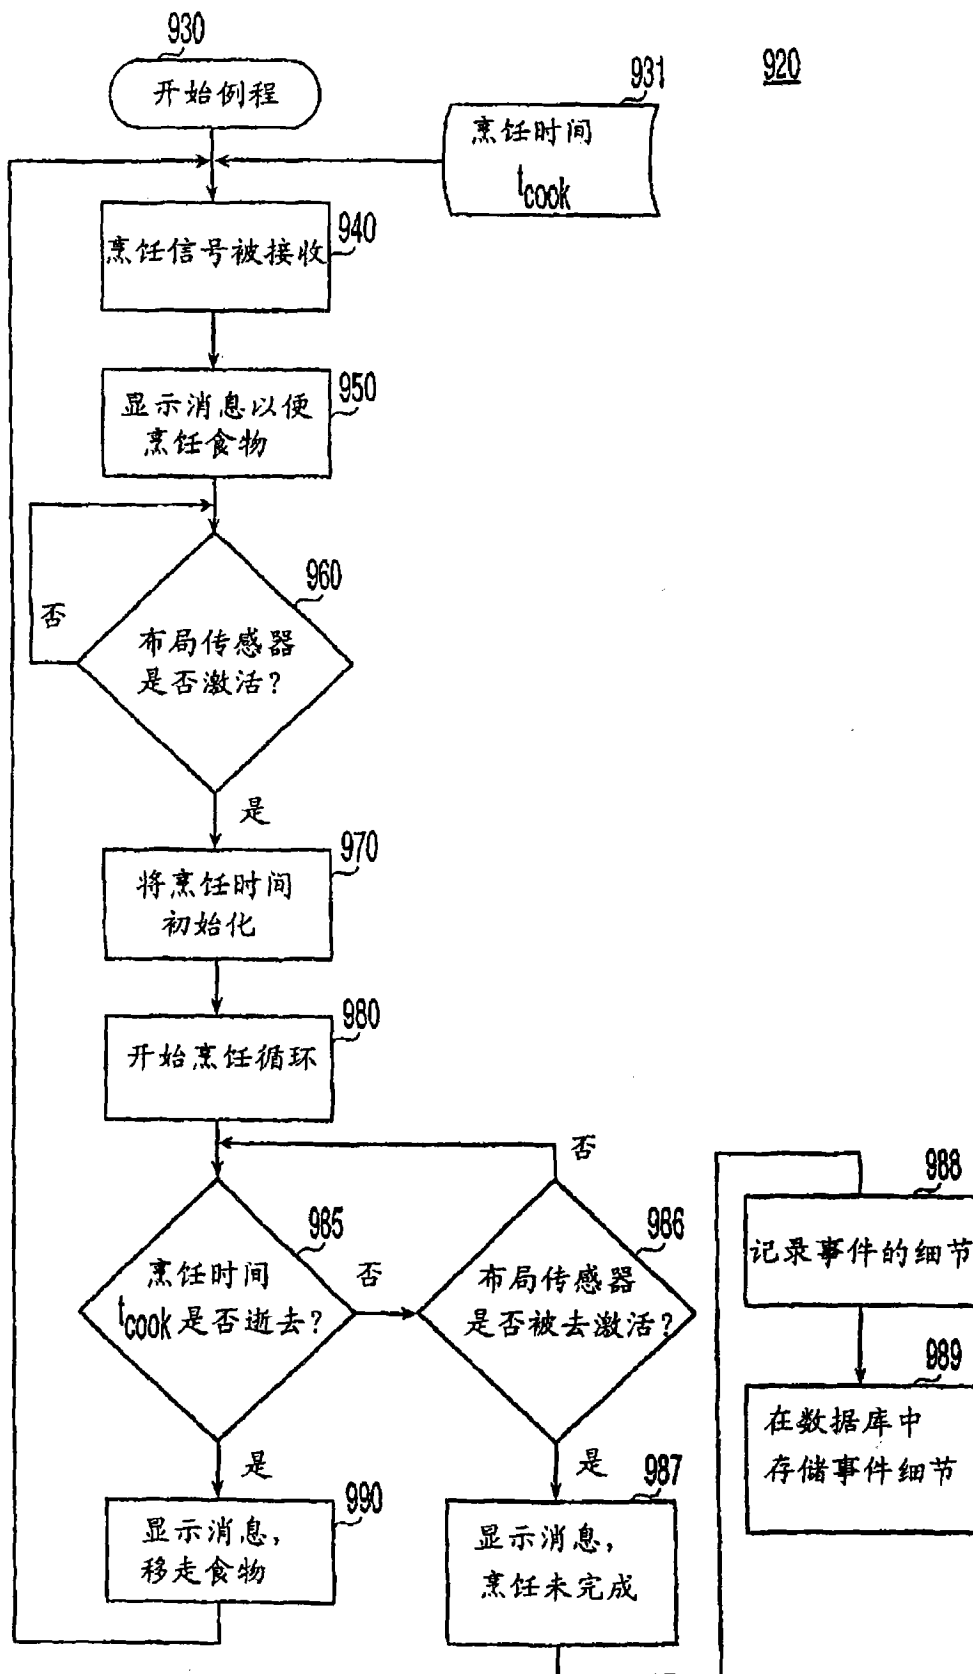 920
930
开始例程
931
烹饪时间
tcook
940
烹饪信号被接收
950
显示消息以便
烹饪食物
960
布局传感器
是否激活?
否
是
970
将烹饪时间
初始化
980
开始烹饪循环
985
烹饪时间
tcook是否逝去?
否
是
986
布局传感器
是否被去激活?
否
是
990
显示消息,
移走食物
987
显示消息,
烹饪未完成
988
记录事件的细节
989
在数据库中
存储事件细节